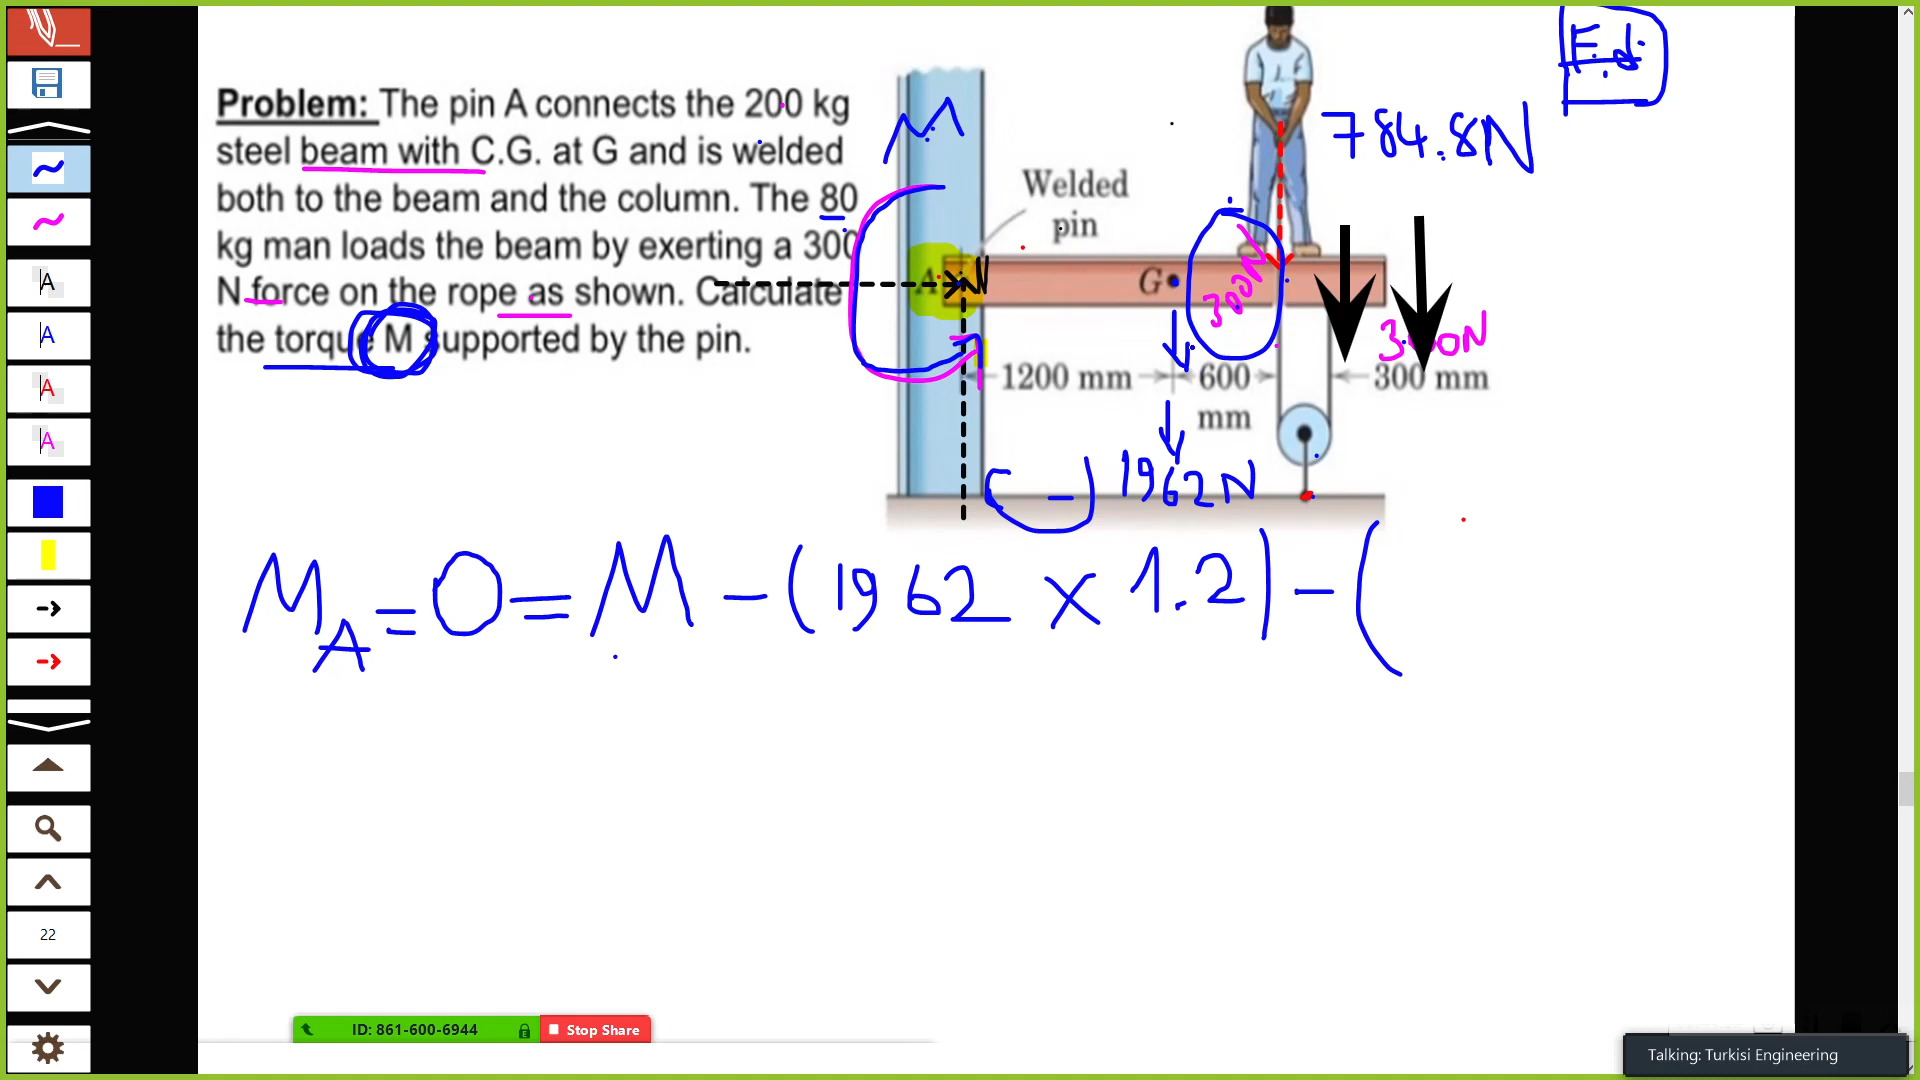 F.d
Problem: The pin A connects the 200 kg
steel beam with C.G. at G and is welded
both to the beam and the column. The 80
kg man loads the beam by exerting a 300
N force on the rope as shown. Calculate
the torque M supported by the pin.
M
784.8N
Welded
pin
A
G
300N
300N
1200 mm
600
mm
300 mm
(-)
1962N
M_A = 0 = M - (1962 × 1.2) - (
A
A
A
A
22
ID: 861-600-6944
Stop Share
Talking: Turkisi Engineering